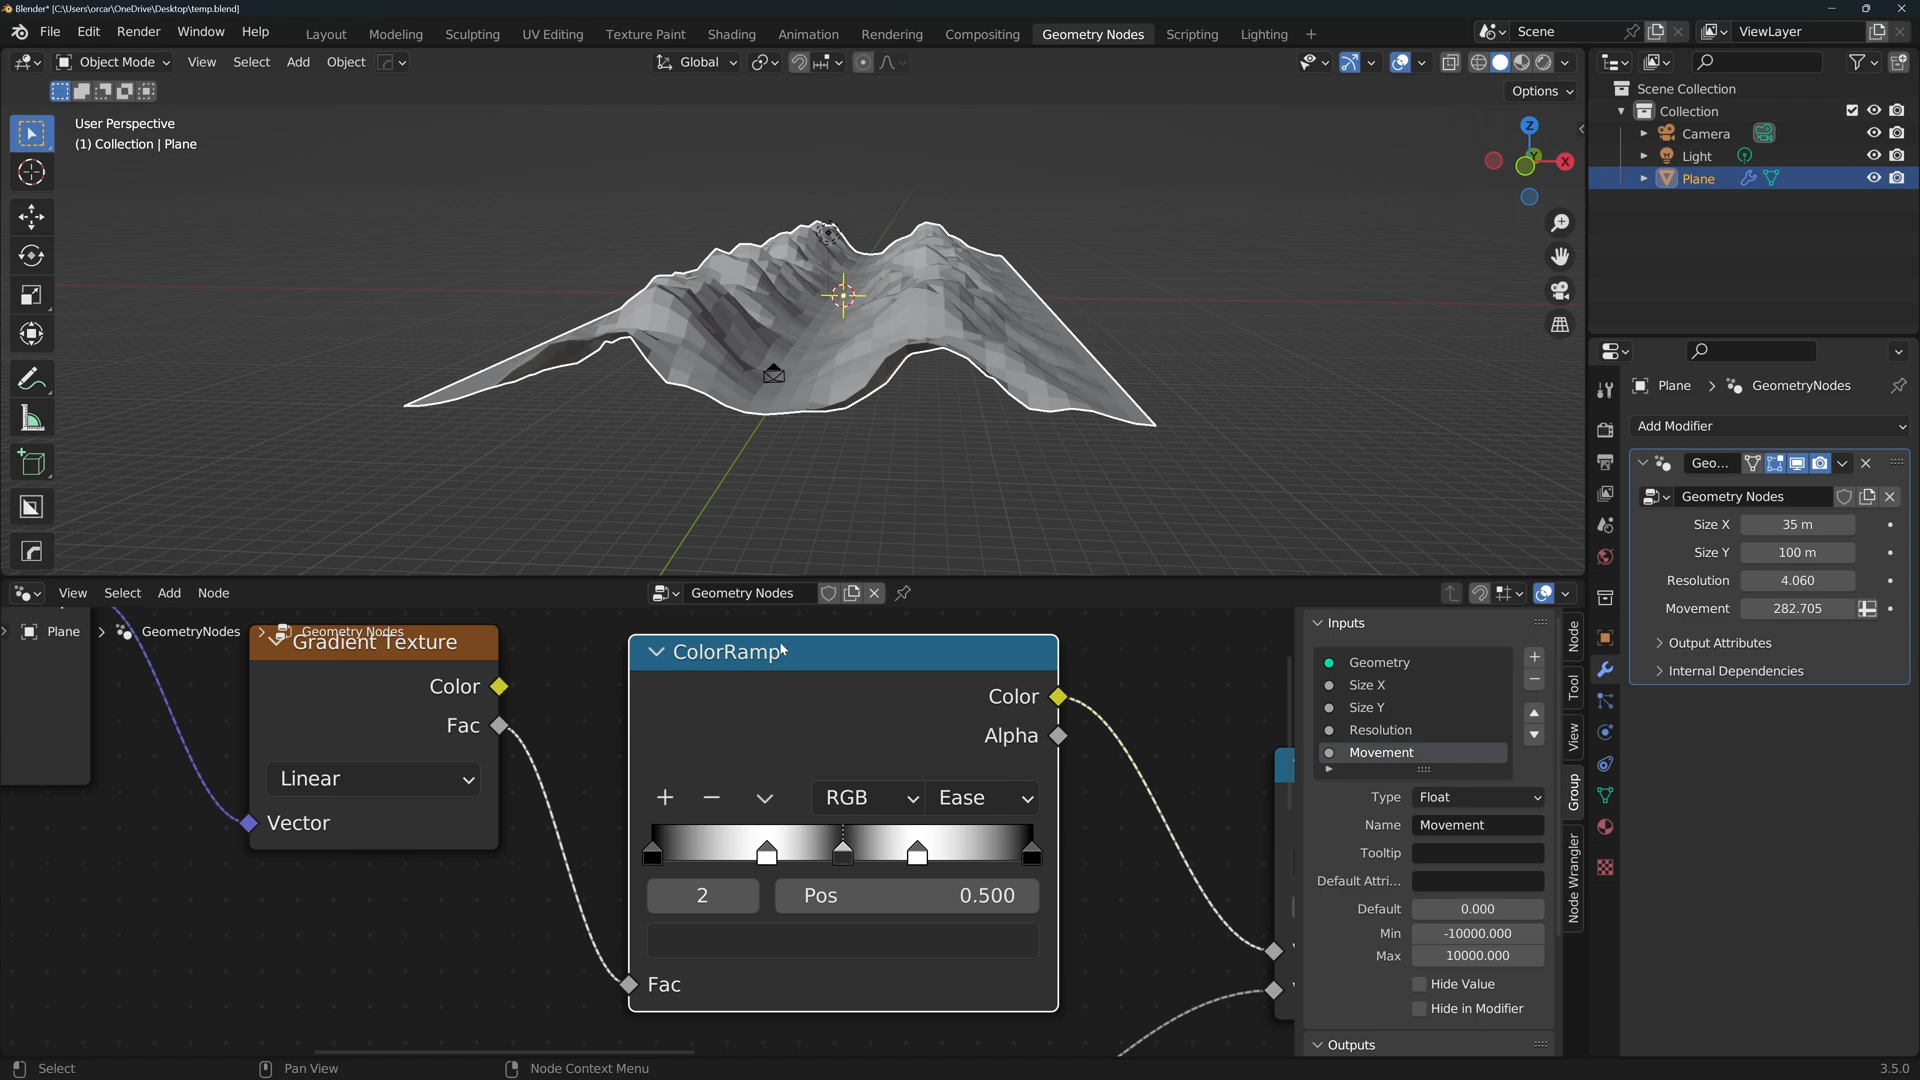 Blender* [C:\Users\orcar\OneDrive\Desktop\temp.blend]
File Edit Render Window Help
Layout Modeling Sculpting UV Editing Texture Paint Shading Animation Rendering Compositing Geometry Nodes Scripting Lighting +
Scene
ViewLayer
Object Mode View Select Add Object
Global
Options
User Perspective
(1) Collection | Plane
Z
Y
X
Scene Collection
Collection
Camera
Light
Plane
Plane > GeometryNodes
Add Modifier
Geo...
Geometry Nodes
Size X 35 m
Size Y 100 m
Resolution 4.060
Movement 282.705
Output Attributes
Internal Dependencies
View Select Add Node
Geometry Nodes
Plane > GeometryNodes > Geometry Nodes
Gradient Texture
Color
Fac
Linear
Vector
ColorRamp
Color
Alpha
RGB Ease
2 Pos 0.500
Fac
Inputs
Geometry
Size X
Size Y
Resolution
Movement
Type Float
Name Movement
Tooltip
Default Attri...
Default 0.000
Min -10000.000
Max 10000.000
Hide Value
Hide in Modifier
Outputs
Node
Tool
View
Group
Node Wrangler
Select Pan View Node Context Menu
3.5.0